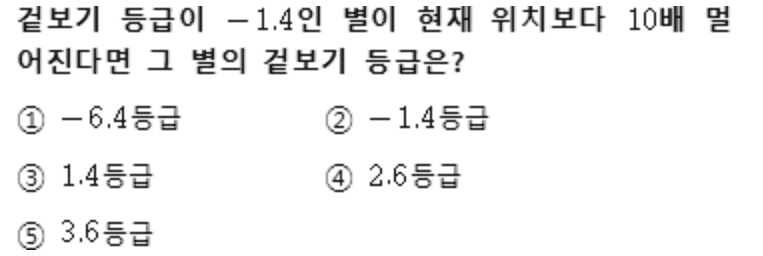 겉보기 등급이 －1.4인 별이 현재 위치보다 10배 멀
어진다면 그 별의 겉보기 등급은?
① －6.4등급 ② －1.4등급
③ 1.4등급 ④ 2.6등급
⑤ 3.6등급